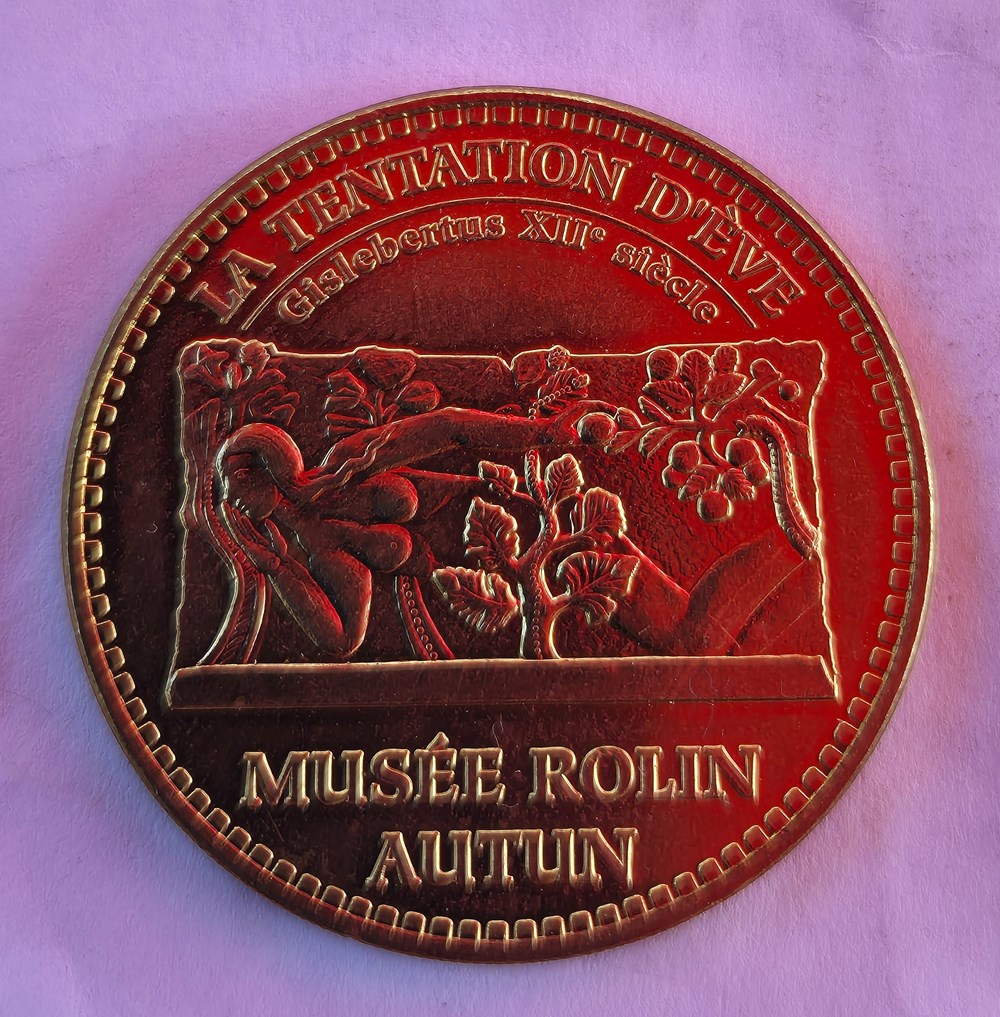 LA TENTATION D'ÈVE
Gislebertus XIIe siècle
MUSÉE ROLIN
AUTUN